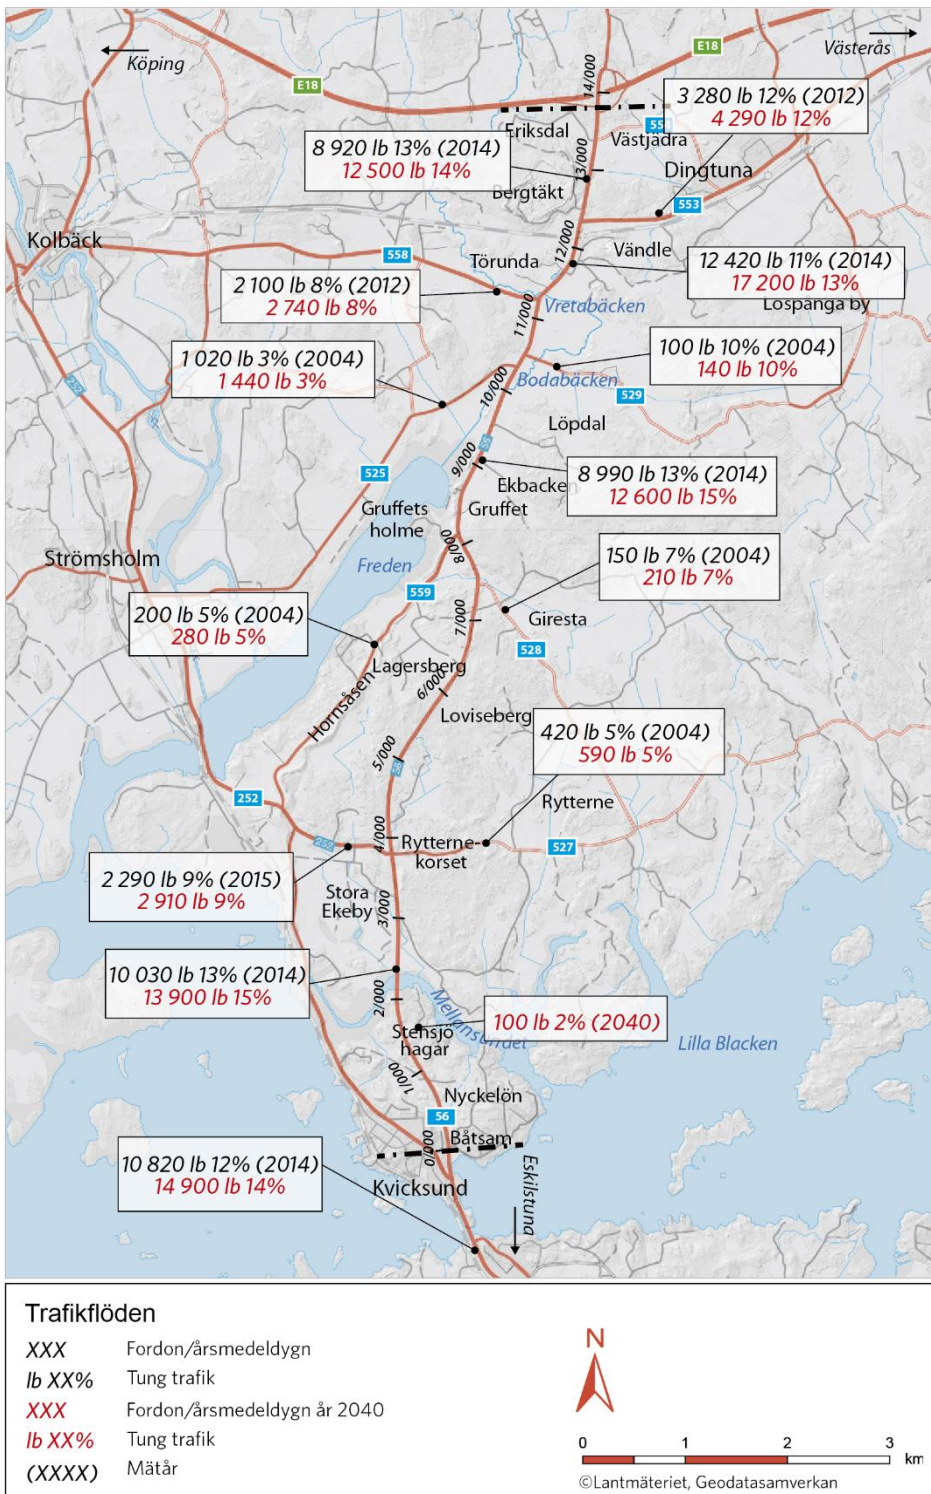 E18
Köping
Västerås
E18
14/000
3 280 lb 12% (2012)
4 290 lb 12%
Eriksdal
Västjädra
8 920 lb 13% (2014)
12 500 lb 14%
13/000
Dingtuna
Bergtäkt
553
Kolbäck
12/000
Vändle
558
Törunda
12 420 lb 11% (2014)
17 200 lb 13%
2 100 lb 8% (2012)
2 740 lb 8%
Vretabäcken
Lospånga by
11/000
1 020 lb 3% (2004)
1 440 lb 3%
100 lb 10% (2004)
140 lb 10%
252
Bodabäcken
10/000
529
Löpdal
56
9/000
525
Ekbacken
8 990 lb 13% (2014)
12 600 lb 15%
Gruffets
holme
Gruffet
8/000
Strömsholm
Freden
150 lb 7% (2004)
210 lb 7%
559
200 lb 5% (2004)
280 lb 5%
7/000
Giresta
528
Lagersberg
6/000
Hornsåsen
Loviseberg
420 lb 5% (2004)
590 lb 5%
5/000
56
252
Rytterne
4/000
252
Rytterne-
korset
527
2 290 lb 9% (2015)
2 910 lb 9%
Stora
Ekeby
3/000
10 030 lb 13% (2014)
13 900 lb 15%
2/000
Mellansundet
100 lb 2% (2040)
Stensjö
hagar
Lilla Blacken
1/000
Nyckelön
56
Båtsam
0/000
10 820 lb 12% (2014)
14 900 lb 14%
Kvicksund
Eskilstuna
Trafikflöden
XXX Fordon/årsmedeldygn
lb XX% Tung trafik
XXX Fordon/årsmedeldygn år 2040
lb XX% Tung trafik
(XXXX) Mätår
N
0 1 2 3
km
©Lantmäteriet, Geodatasamverkan